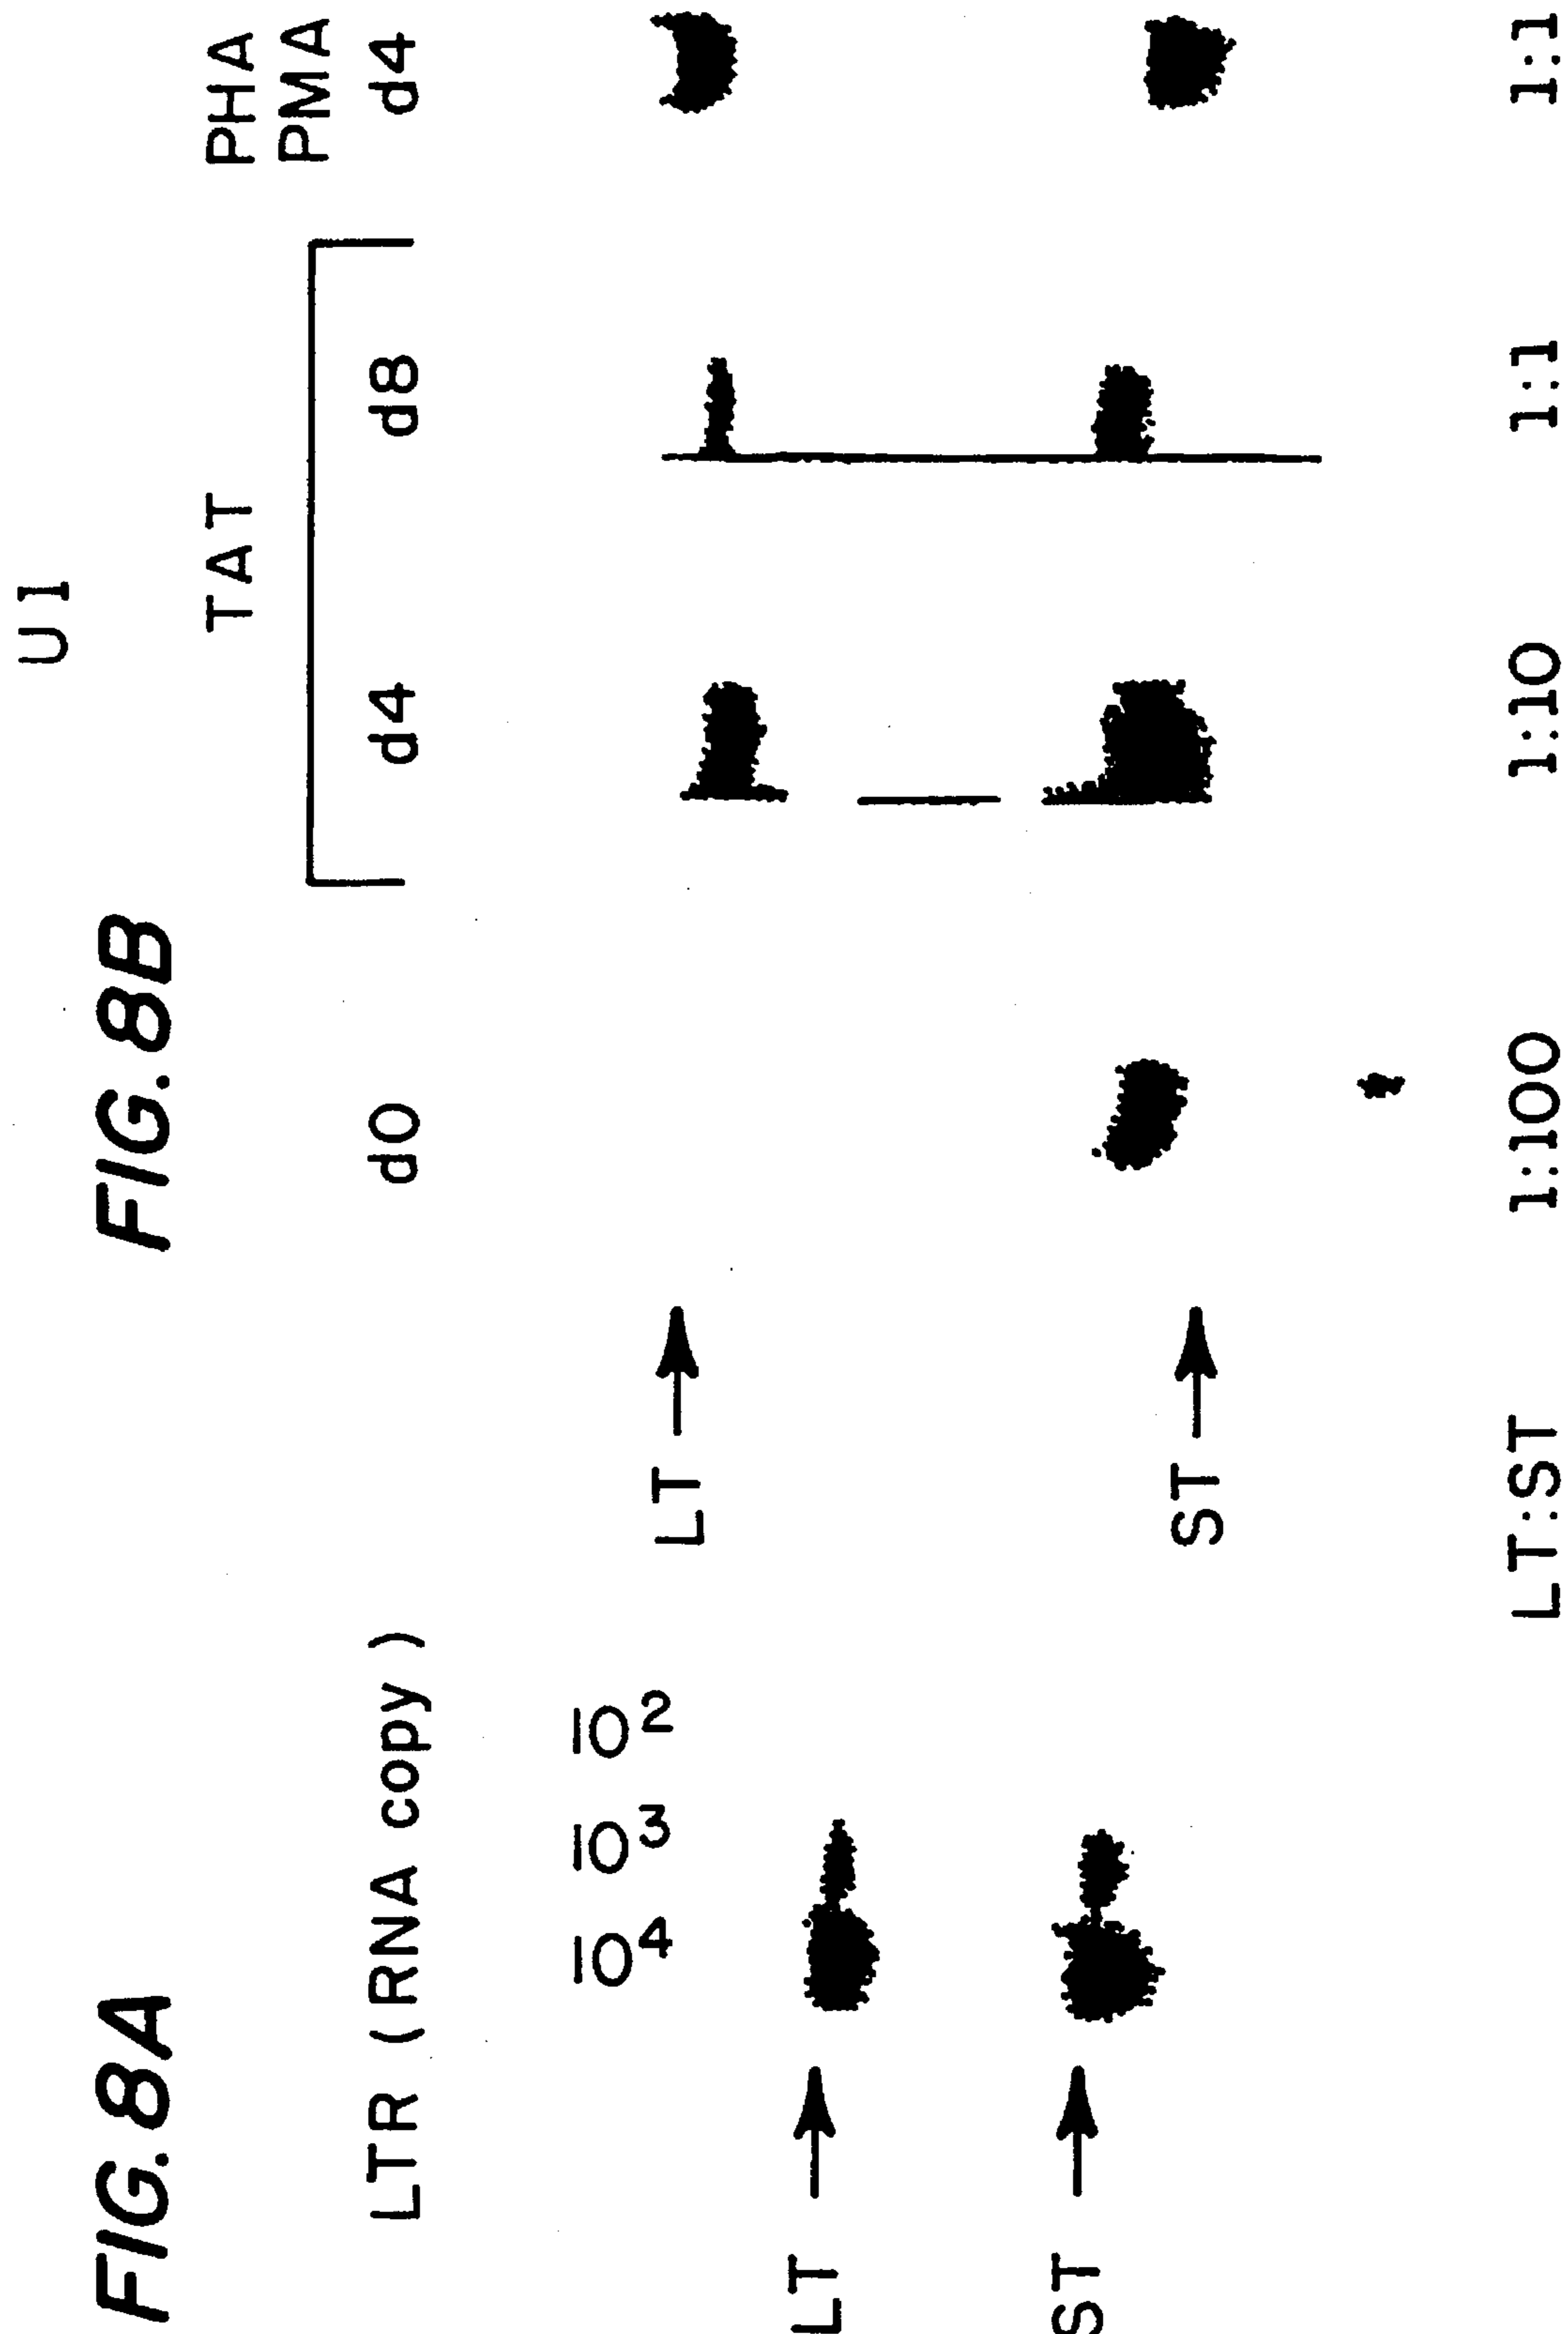 FIG. 8A
LTR (RNA copy)
10⁴ 10³ 10²
LT
ST
FIG. 8B
U1
TAT
PHA
PMA
d0 d4 d8 d4
LT
ST
LT:ST 1:100 1:10 1:1 1:1